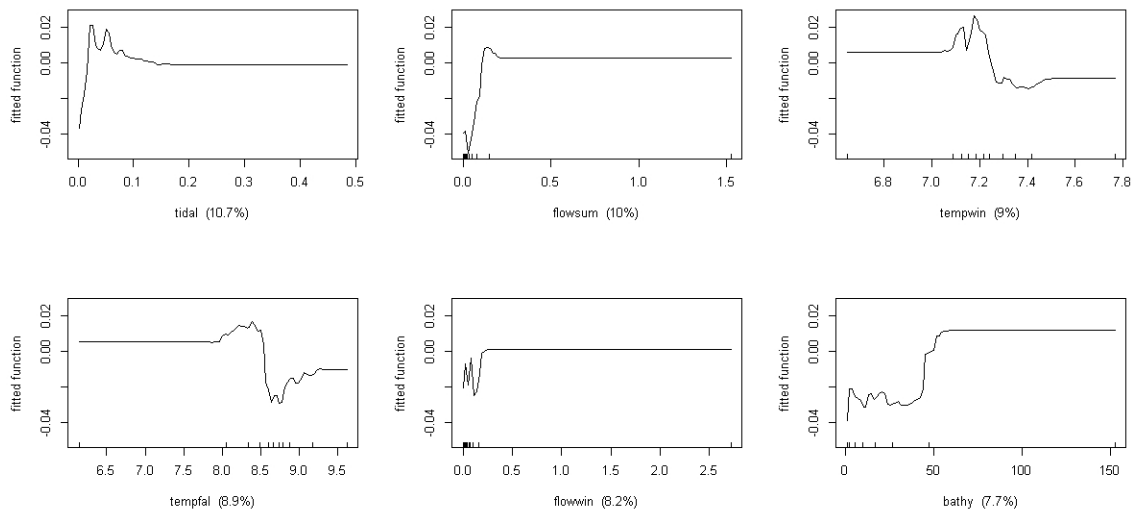 fitted function
0.02
0.00
-0.04
0.0 0.1 0.2 0.3 0.4 0.5
tidal (10.7%)
fitted function
0.02
0.00
-0.04
0.0 0.5 1.0 1.5
flowsum (10%)
fitted function
0.02
0.00
-0.04
6.8 7.0 7.2 7.4 7.6 7.8
tempwin (9%)
fitted function
0.02
0.00
-0.04
6.5 7.0 7.5 8.0 8.5 9.0 9.5
tempfal (8.9%)
fitted function
0.02
0.00
-0.04
0.0 0.5 1.0 1.5 2.0 2.5
flowwin (8.2%)
fitted function
0.02
0.00
-0.04
0 50 100 150
bathy (7.7%)